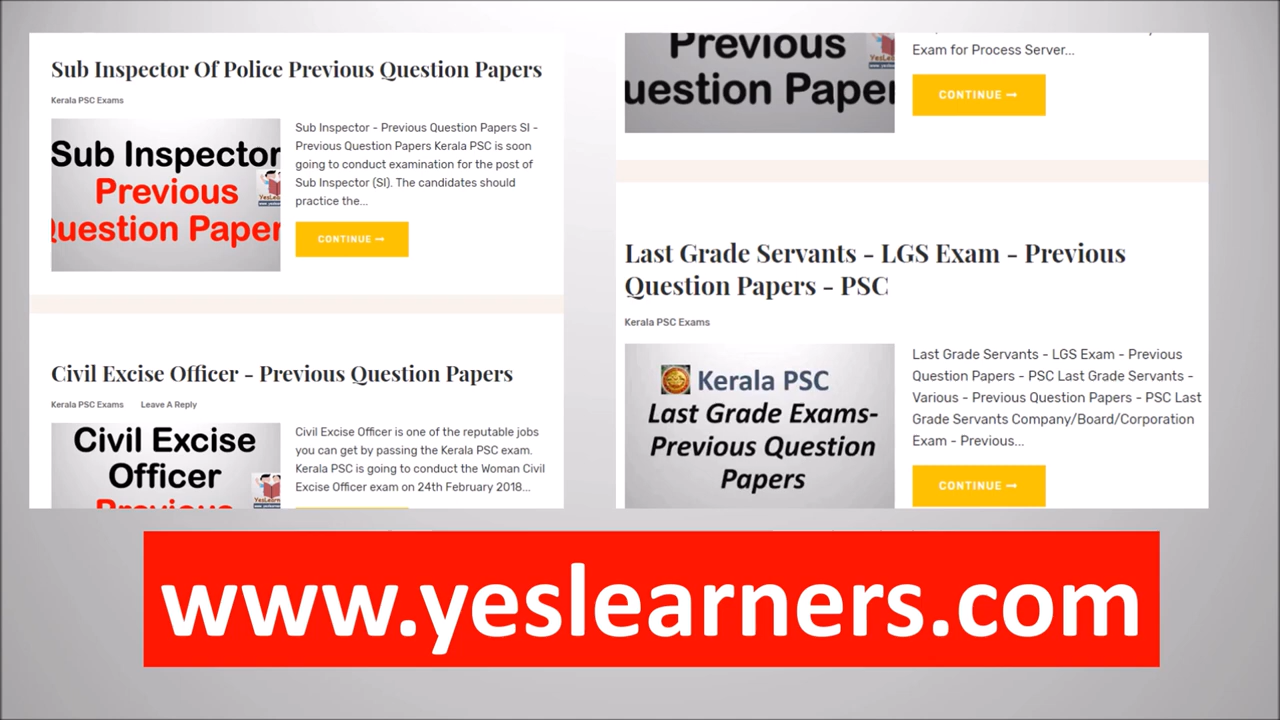 Sub Inspector Of Police Previous Question Papers
Kerala PSC Exams
Sub Inspector
Previous
Question Paper
Sub Inspector - Previous Question Papers SI -
Previous Question Papers Kerala PSC is soon
going to conduct examination for the post of
Sub Inspector (SI). The candidates should
practice the...
CONTINUE ➞
Civil Excise Officer - Previous Question Papers
Kerala PSC Exams Leave A Reply
Civil Excise
Officer
Previous
YesLearn
Civil Excise Officer is one of the reputable jobs
you can get by passing the Kerala PSC exam.
Kerala PSC is going to conduct the Woman Civil
Excise Officer exam on 24th February 2018...
Previous
uestion Paper
Exam for Process Server...
CONTINUE ➞
Last Grade Servants - LGS Exam - Previous
Question Papers - PSC
Kerala PSC Exams
Kerala PSC
Last Grade Exams-
Previous Question
Papers
Last Grade Servants - LGS Exam - Previous
Question Papers - PSC Last Grade Servants -
Various - Previous Question Papers - PSC Last
Grade Servants Company/Board/Corporation
Exam - Previous...
CONTINUE ➞
www.yeslearners.com